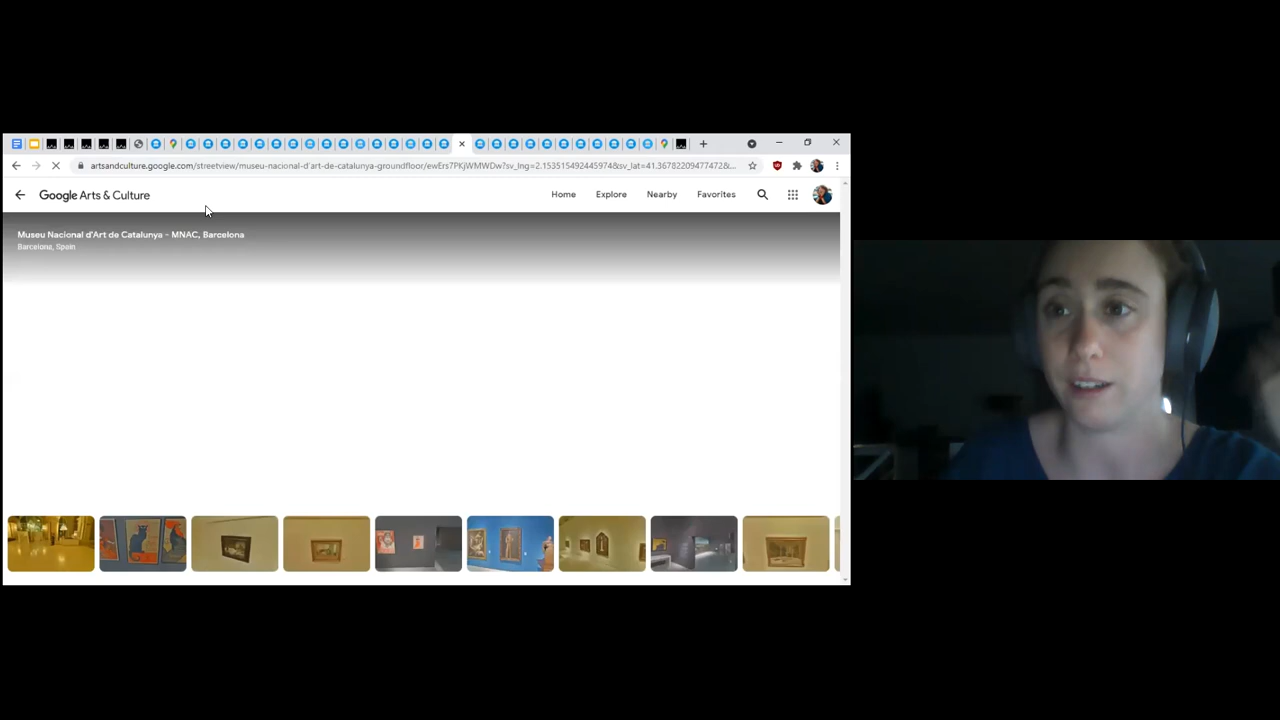 artsandculture.google.com/streetview/museu-nacional-d'art-de-catalunya-groundfloor/ewErs7PKjWMWDw?sv_lng=2.153515492445974&sv_lat=41.36782209477472&...
Google Arts & Culture
Home
Explore
Nearby
Favorites
Museu Nacional d'Art de Catalunya - MNAC, Barcelona
Barcelona, Spain